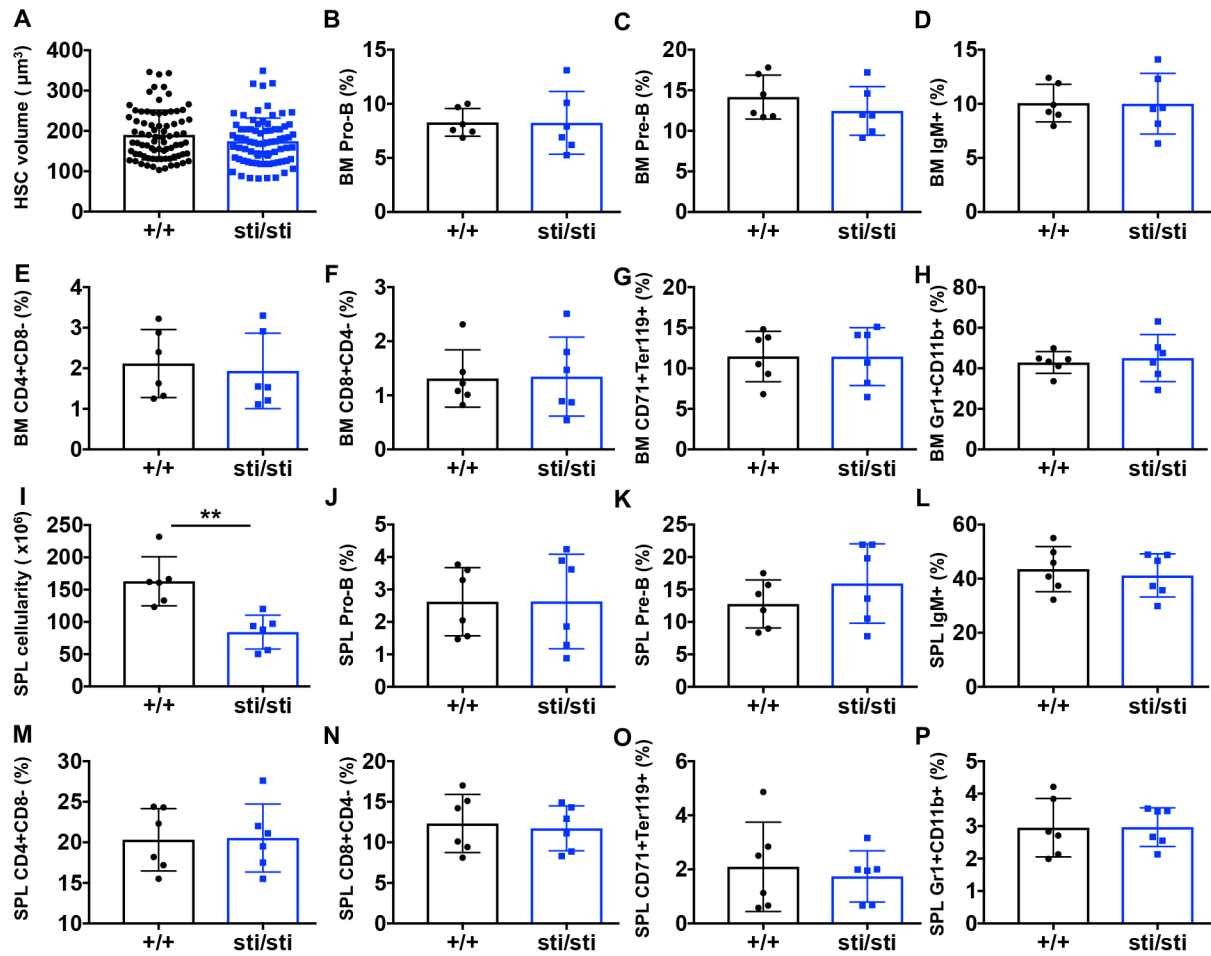 A
HSC volume ( µm³)
400
300
200
100
0
+/+
sti/sti
B
BM Pro-B (%)
15
10
5
0
+/+
sti/sti
C
BM Pre-B (%)
20
15
10
5
0
+/+
sti/sti
D
BM IgM+ (%)
15
10
5
0
+/+
sti/sti
E
BM CD4+CD8- (%)
4
3
2
1
0
+/+
sti/sti
F
BM CD8+CD4- (%)
3
2
1
0
+/+
sti/sti
G
BM CD71+Ter119+ (%)
20
15
10
5
0
+/+
sti/sti
H
BM Gr1+CD11b+ (%)
80
60
40
20
0
+/+
sti/sti
I
SPL cellularity ( x10⁶)
250
200
150
100
50
0
**
+/+
sti/sti
J
SPL Pro-B (%)
5
4
3
2
1
0
+/+
sti/sti
K
SPL Pre-B (%)
25
20
15
10
5
0
+/+
sti/sti
L
SPL IgM+ (%)
60
40
20
0
+/+
sti/sti
M
SPL CD4+CD8- (%)
30
25
20
15
10
+/+
sti/sti
N
SPL CD8+CD4- (%)
20
15
10
5
0
+/+
sti/sti
O
SPL CD71+Ter119+ (%)
6
4
2
0
+/+
sti/sti
P
SPL Gr1+CD11b+ (%)
5
4
3
2
1
0
+/+
sti/sti